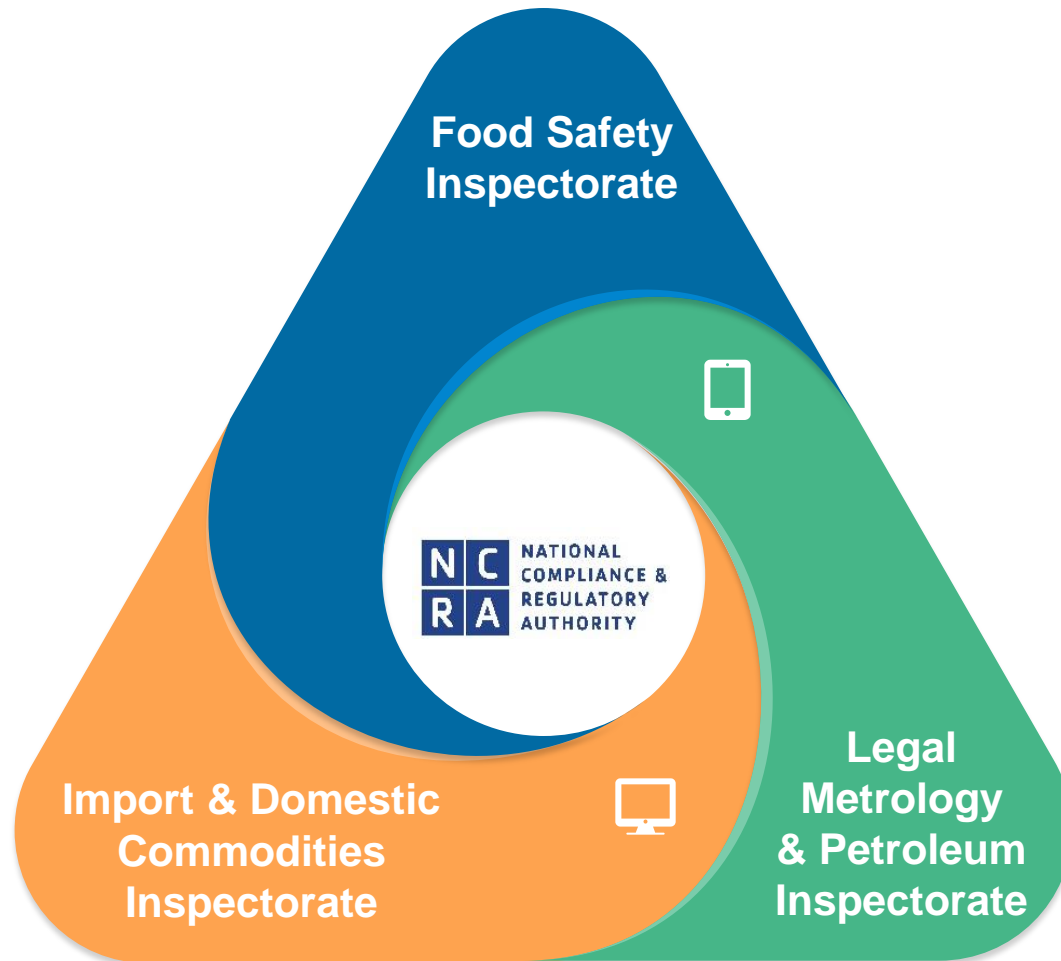 Food Safety
Inspectorate
N C
R A
NATIONAL
COMPLIANCE &
REGULATORY
AUTHORITY
Import & Domestic
Commodities
Inspectorate
Legal
Metrology
& Petroleum
Inspectorate